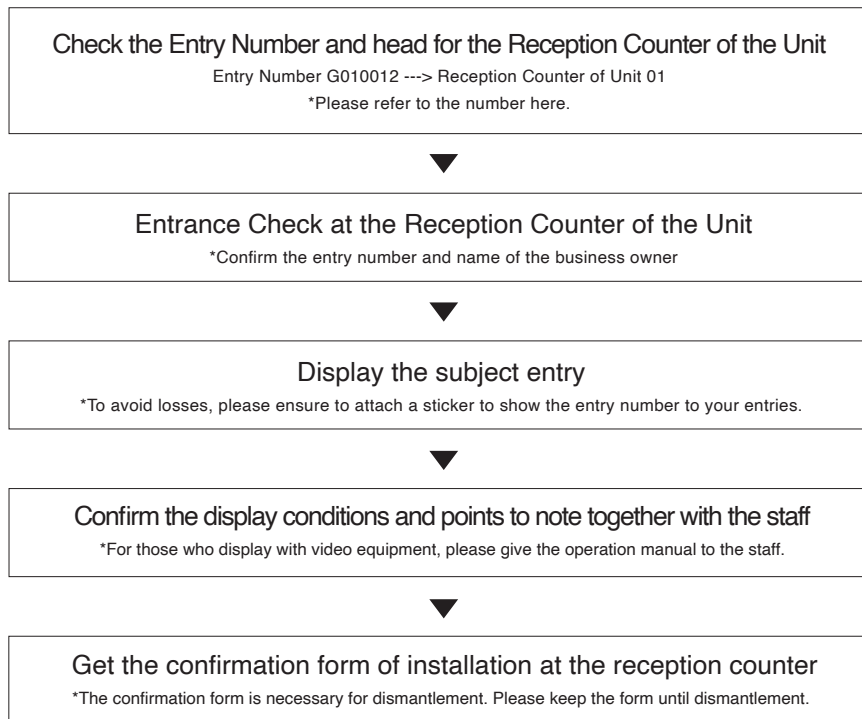 Check the Entry Number and head for the Reception Counter of the Unit
Entry Number G010012 ---> Reception Counter of Unit 01
*Please refer to the number here.
Entrance Check at the Reception Counter of the Unit
*Confirm the entry number and name of the business owner
Display the subject entry
*To avoid losses, please ensure to attach a sticker to show the entry number to your entries.
Confirm the display conditions and points to note together with the staff
*For those who display with video equipment, please give the operation manual to the staff.
Get the confirmation form of installation at the reception counter
*The confirmation form is necessary for dismantlement. Please keep the form until dismantlement.